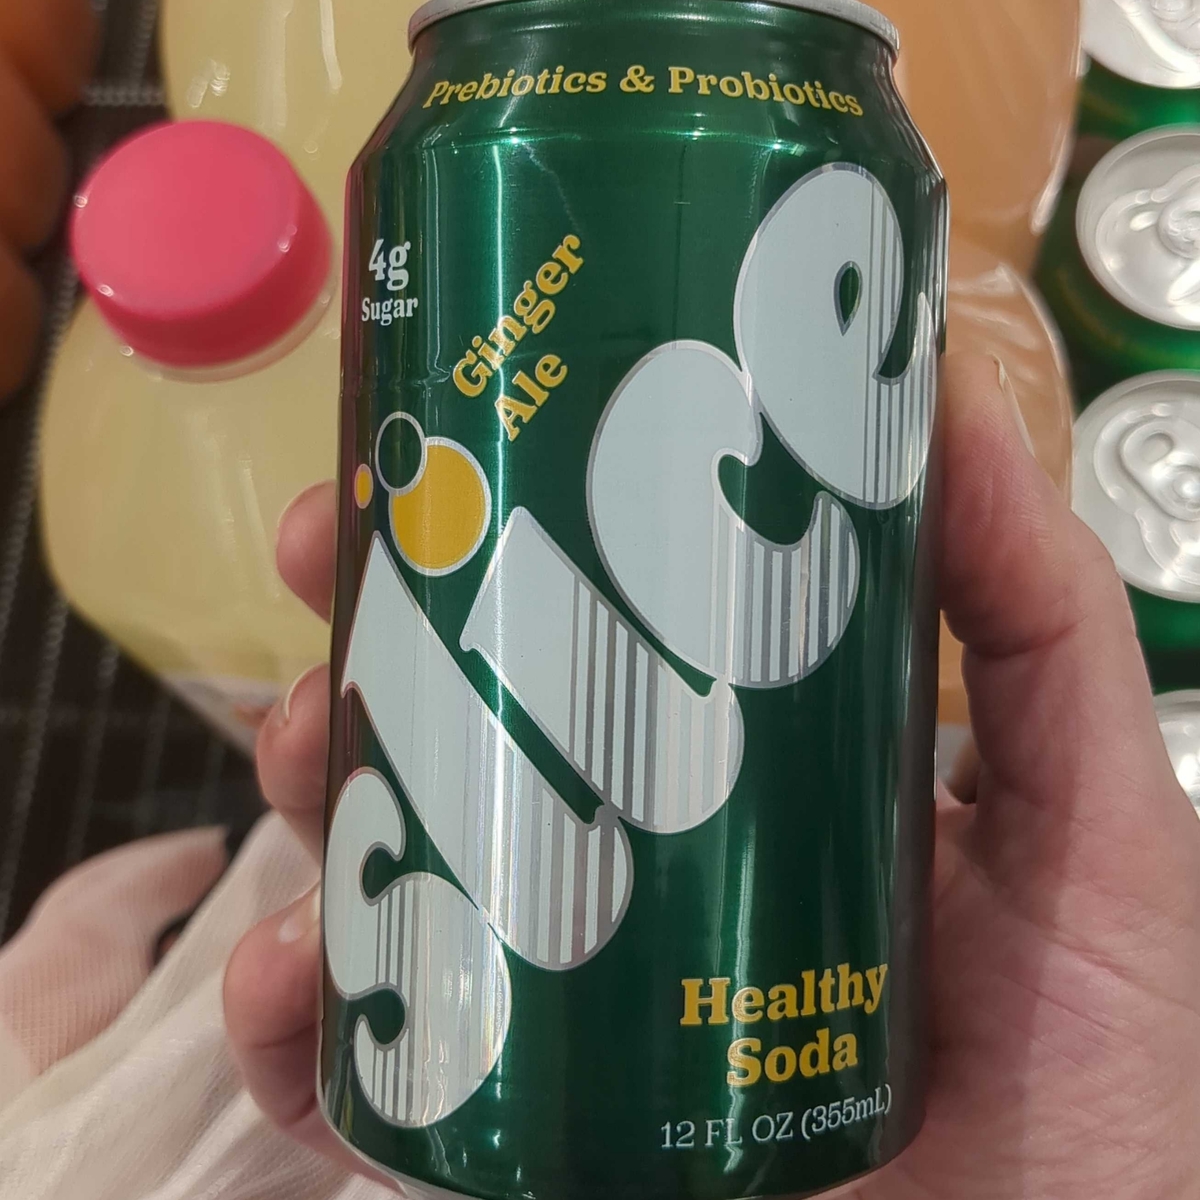 Prebiotics & Probiotics
4g
Sugar
Ginger
Ale
slice
Healthy
Soda
12 FL OZ (355mL)